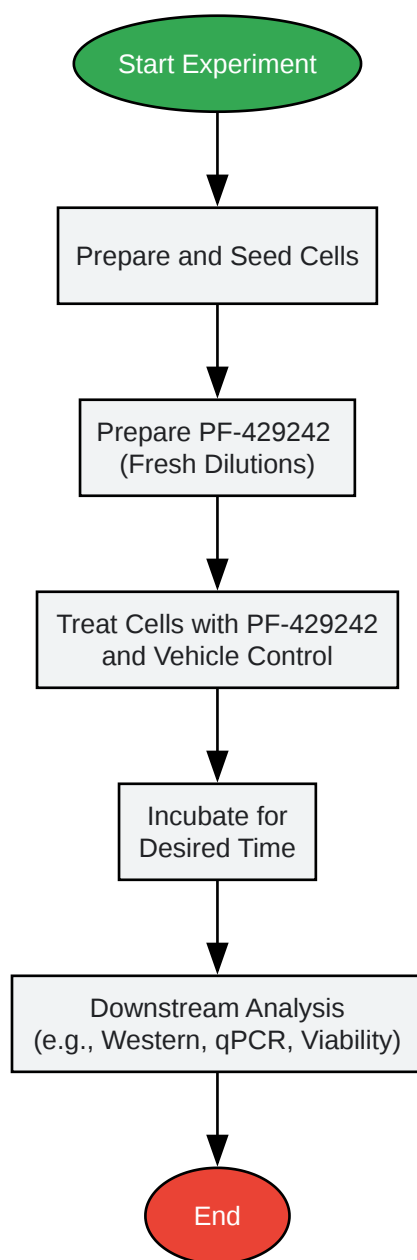 Start Experiment
Prepare and Seed Cells
Prepare PF-429242
(Fresh Dilutions)
Treat Cells with PF-429242
and Vehicle Control
Incubate for
Desired Time
Downstream Analysis
(e.g., Western, qPCR, Viability)
End